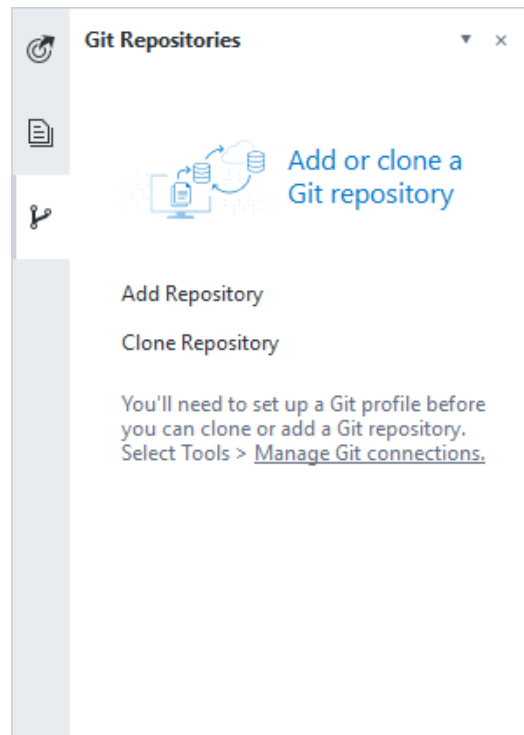 Git Repositories
Add or clone a
Git repository
Add Repository
Clone Repository
You'll need to set up a Git profile before
you can clone or add a Git repository.
Select Tools > Manage Git connections.